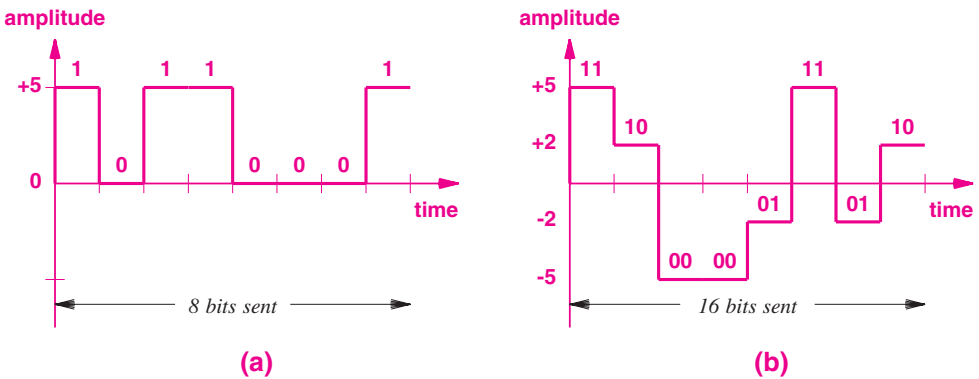 amplitude
1 1 1 1
+5
0 0 0 0
0
time
8 bits sent
(a)
amplitude
11 11
+5
10 10
+2
time
01 01
-2
00 00
-5
16 bits sent
(b)